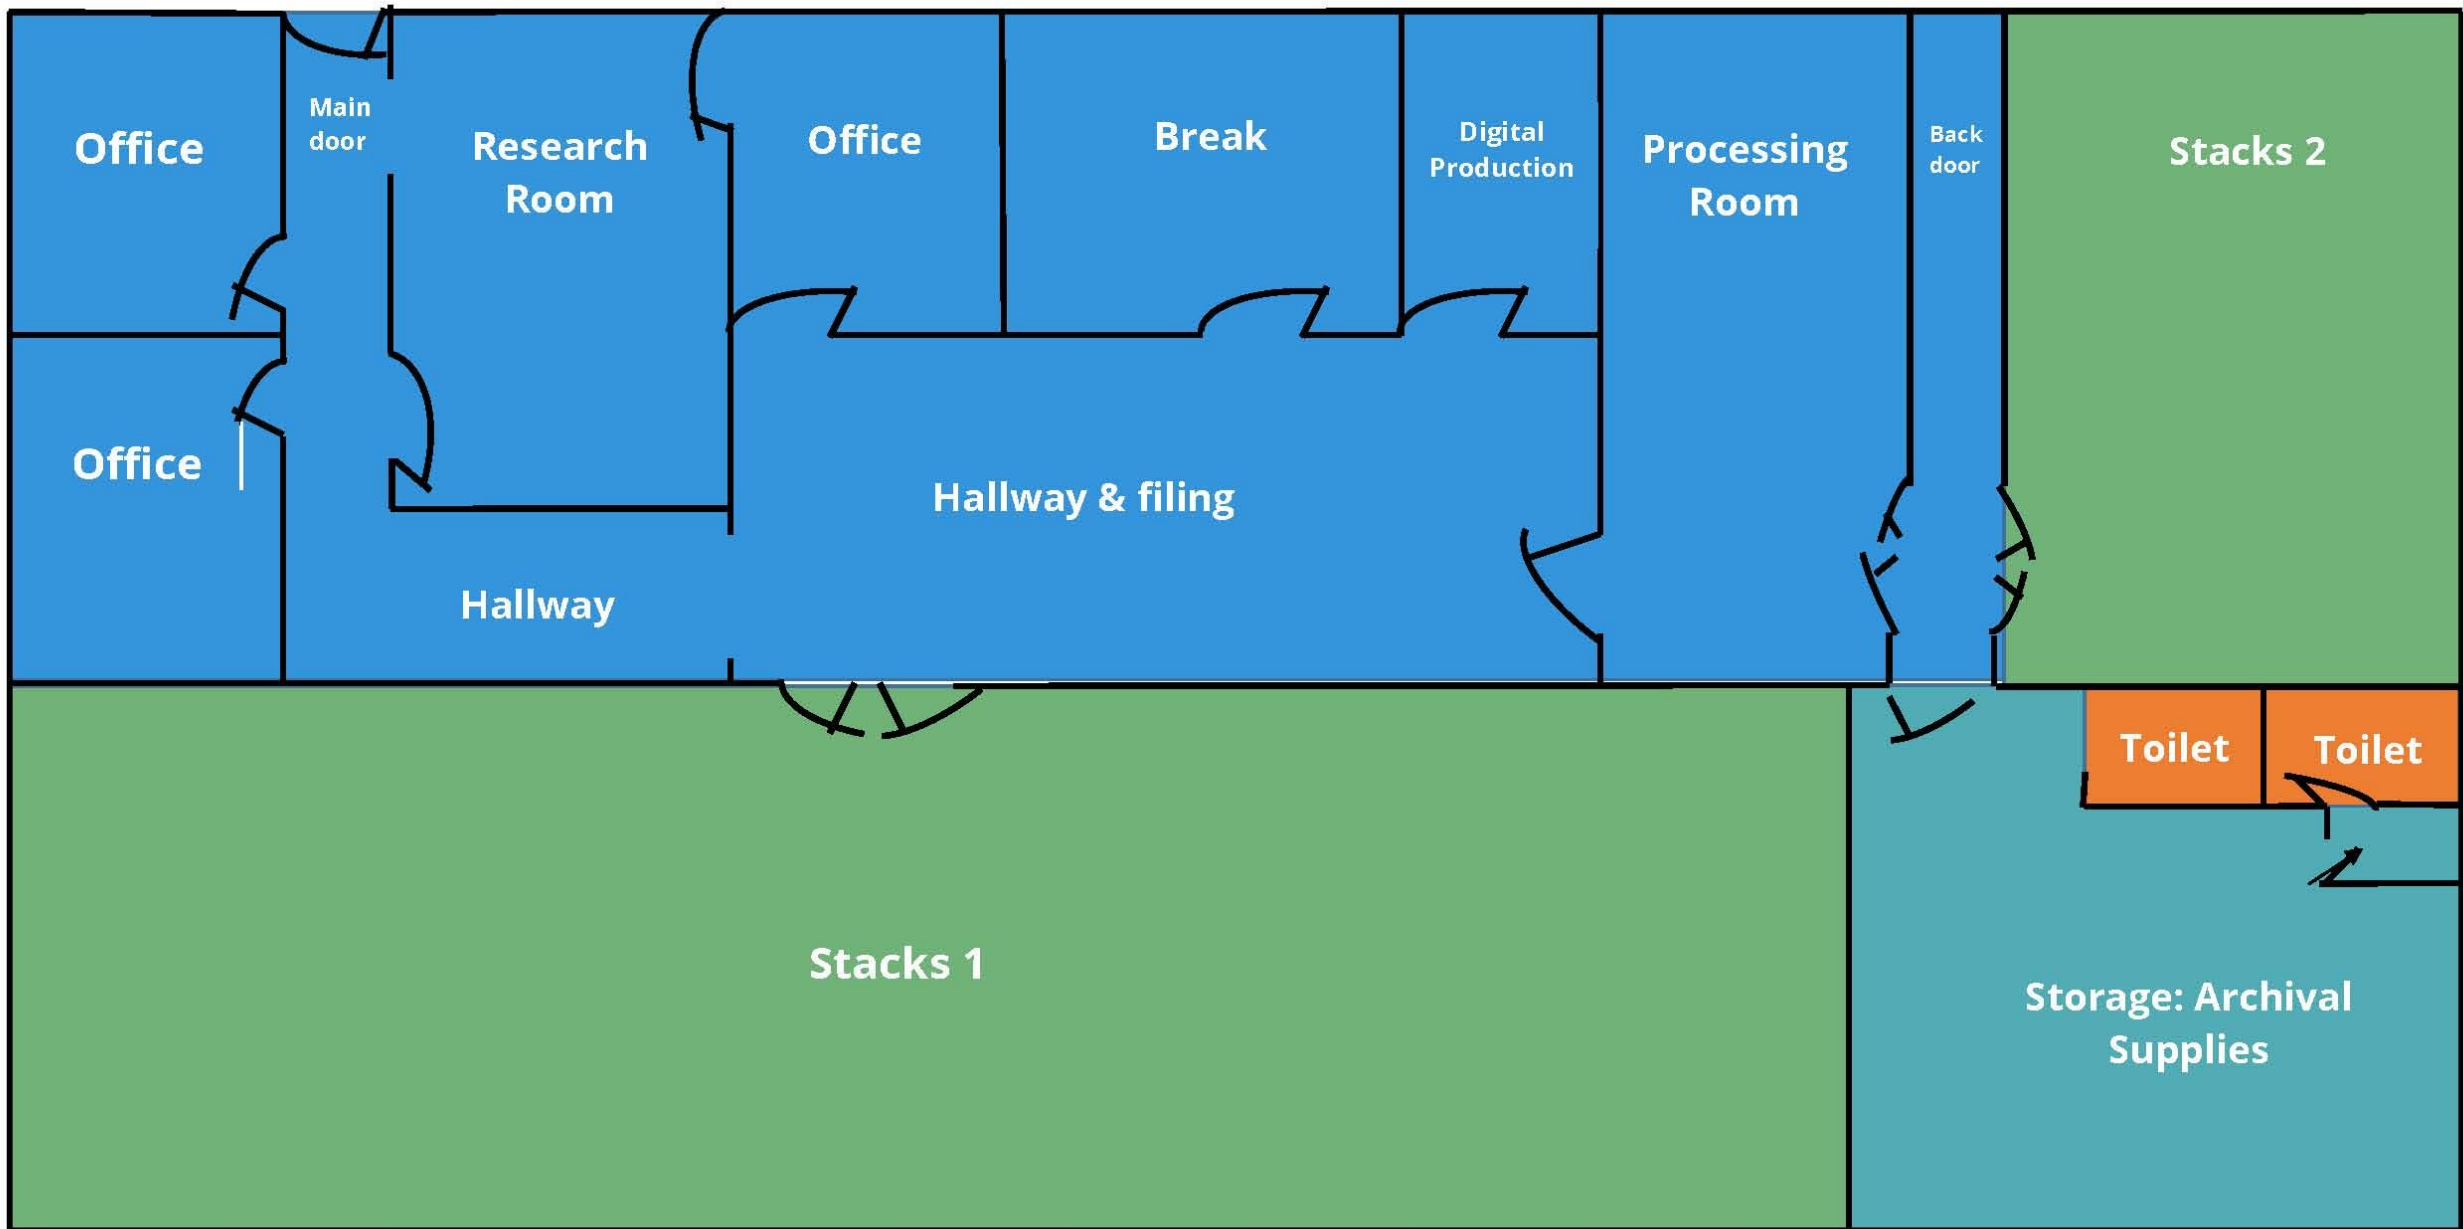 Office
Main
door
Research
Room
Office
Break
Digital
Production
Processing
Room
Back
door
Stacks 2
Office
Hallway & filing
Hallway
Toilet
Toilet
Stacks 1
Storage: Archival
Supplies